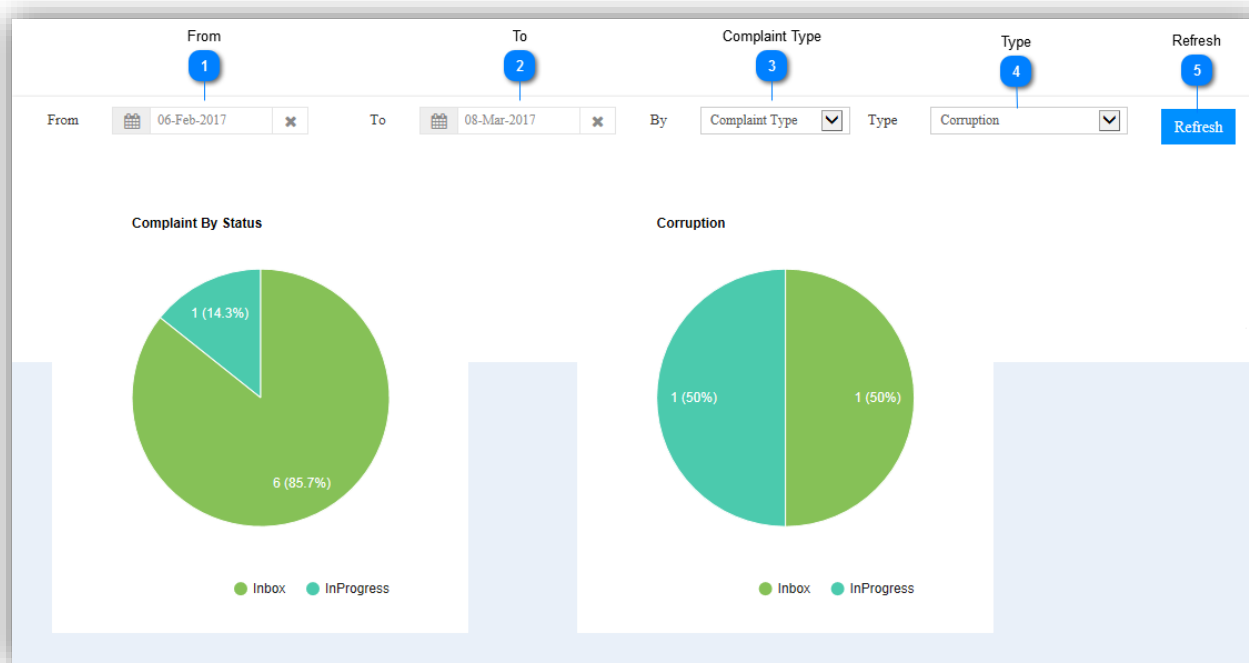 From
To
Complaint Type
Type
Refresh
1
2
3
4
5
From
06-Feb-2017
To
08-Mar-2017
By
Complaint Type
Type
Corruption
Refresh
Complaint By Status
Corruption
1 (14.3%)
6 (85.7%)
1 (50%)
1 (50%)
Inbox
InProgress
Inbox
InProgress